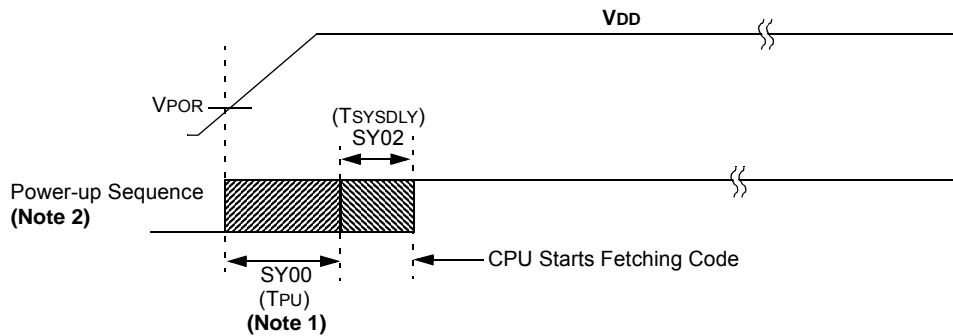 VDD
VPOR
(TSYSDLY)
SY02
Power-up Sequence
(Note 2)
CPU Starts Fetching Code
SY00
(TPU)
(Note 1)